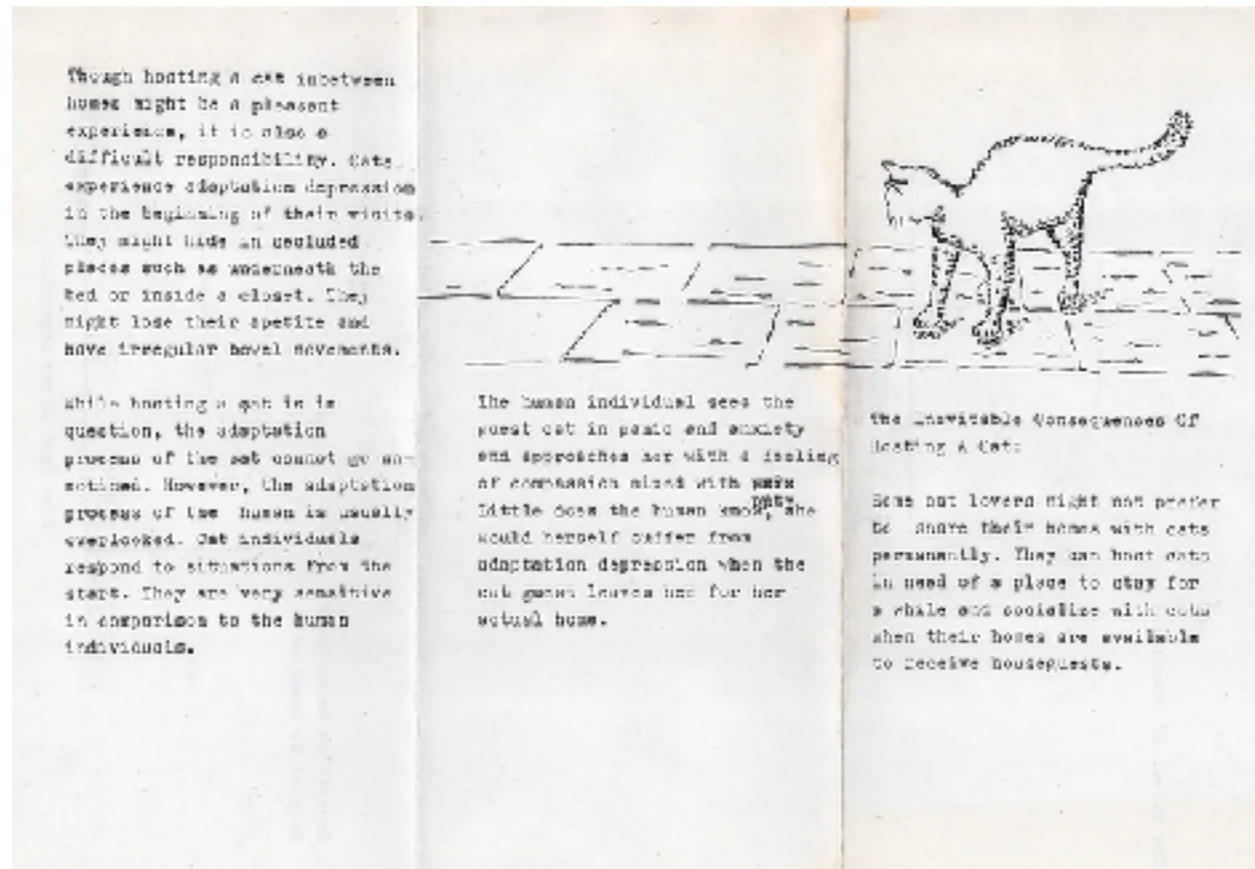 Though hosting a cat inbetween
homes might be a pleasent
experience, it is also a
difficult responsibility. Cats
experience adaptation depression
in the beginning of their visits.
They might hide in secluded
places such as underneath the
bed or inside a closet. They
might lose their apetite and
have irregular bowel movements.
While hosting a cat is in
question, the adaptation
process of the cat cannot go un-
noticed. However, the adaptation
process of the human is usually
overlooked. Cat individuals
respond to situations from the
start. They are very sensitive
in comparison to the human
individuals.
The human individual sees the
guest cat in panic and anxiety
and approaches her with a feeling
of compassion mixed with
pity.
Little does the human know, she
would herself suffer from
adaptation depression when the
cat guest leaves her for her
actual home.
The Inevitable Consequences Of
Hosting A Cat:
Some cat lovers might not prefer
to share their homes with cats
permanently. They can host cats
in need of a place to stay for
a while and socialize with cats
when their homes are available
to receive houseguests.